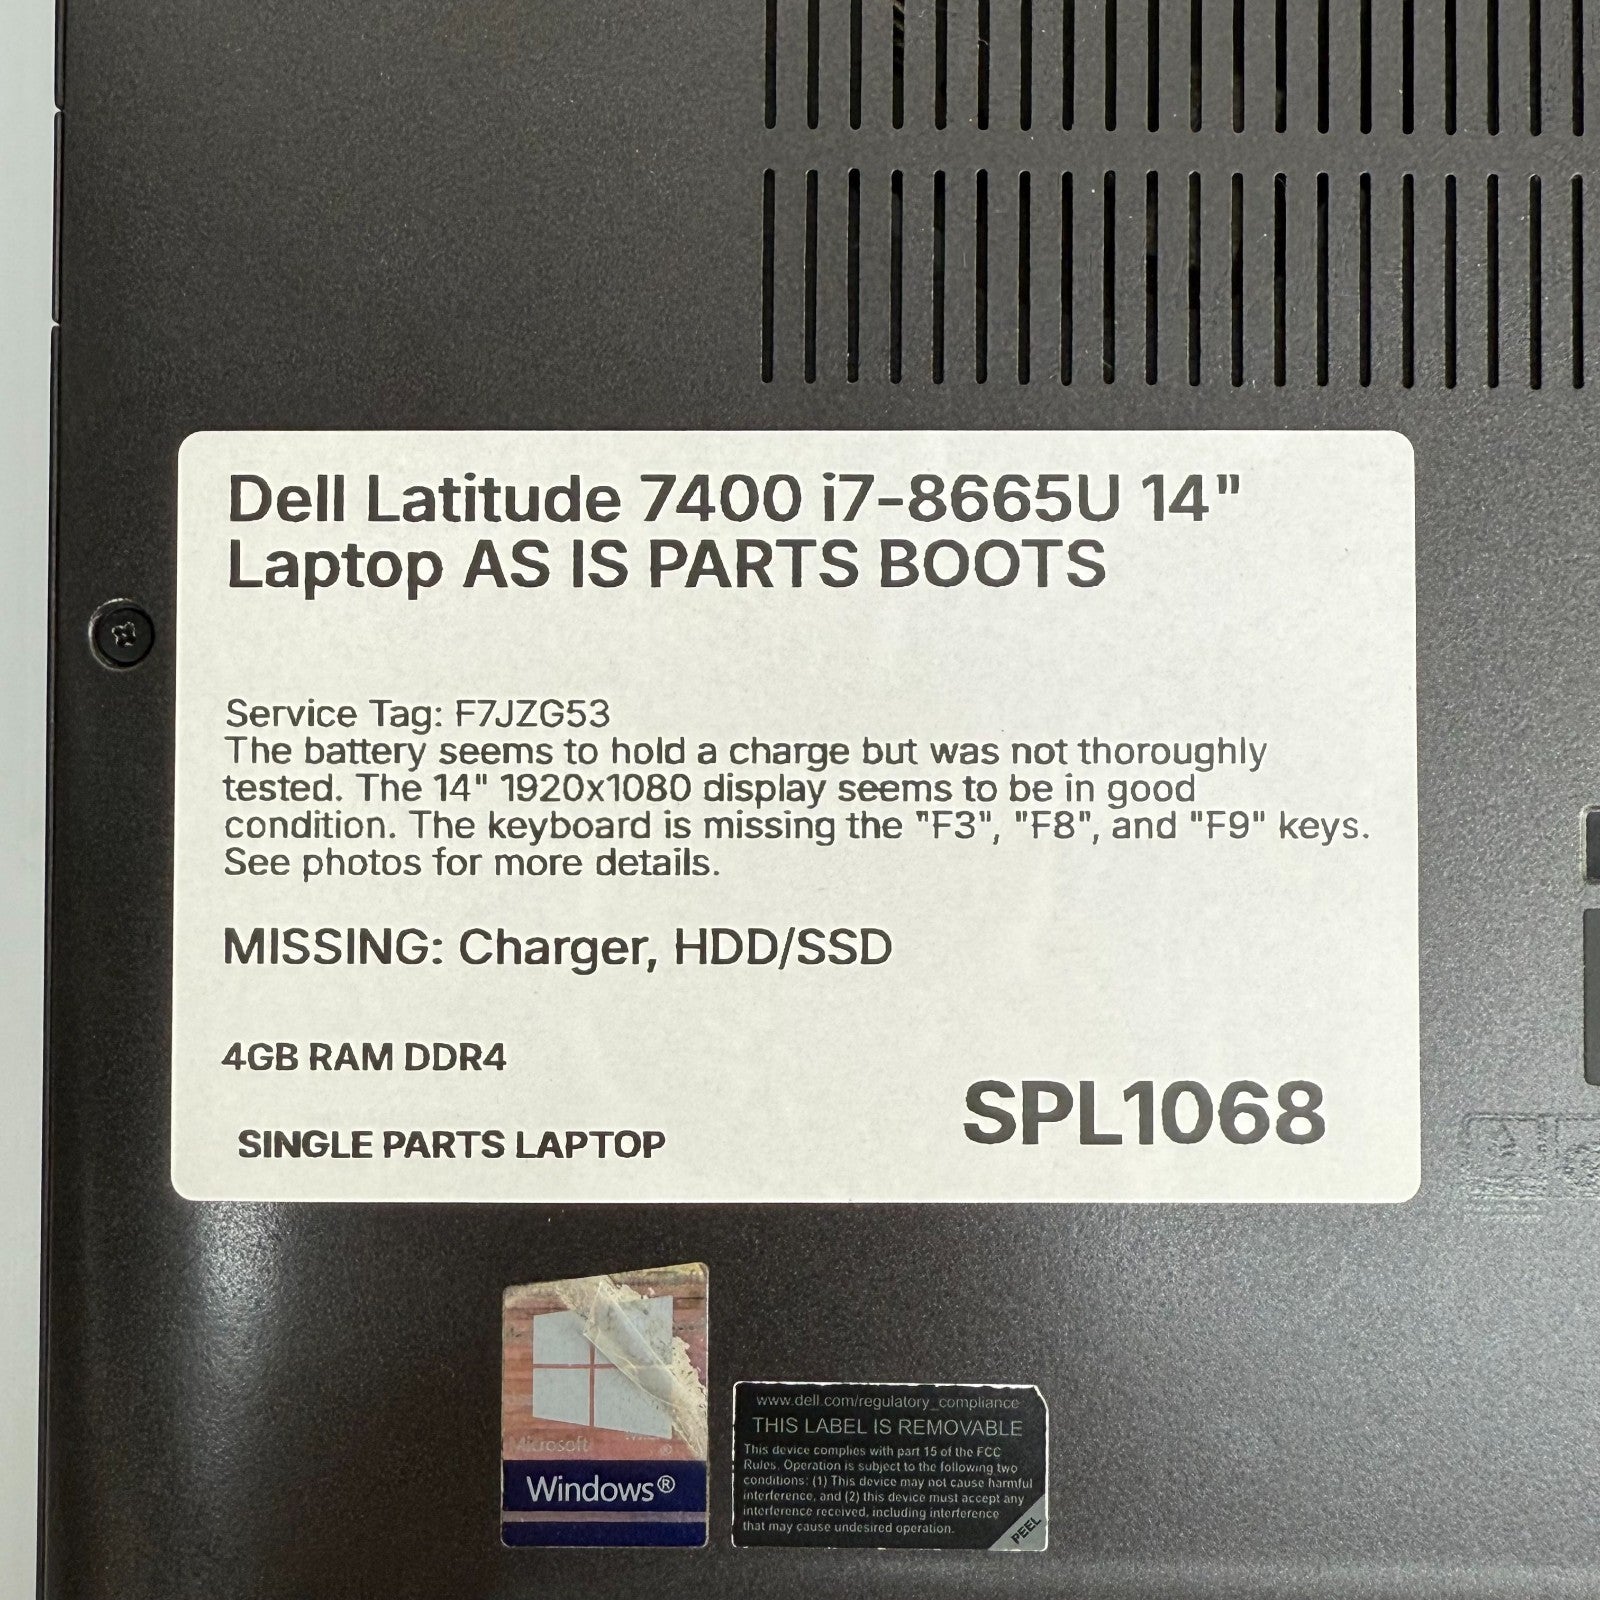 Dell Latitude 7400 i7-8665U 14"
Laptop AS IS PARTS BOOTS
Service Tag: F7JZG53
The battery seems to hold a charge but was not thoroughly
tested. The 14" 1920x1080 display seems to be in good
condition. The keyboard is missing the "F3", "F8", and "F9" keys.
See photos for more details.
MISSING: Charger, HDD/SSD
4GB RAM DDR4
SPL1068
SINGLE PARTS LAPTOP
Microsoft
Windows®
www.dell.com/regulatory_compliance
THIS LABEL IS REMOVABLE
This device complies with part 15 of the FCC
Rules. Operation is subject to the following two
conditions: (1) This device may not cause harmful
interference, and (2) this device must accept any
interference received, including interference
that may cause undesired operation.
PEEL